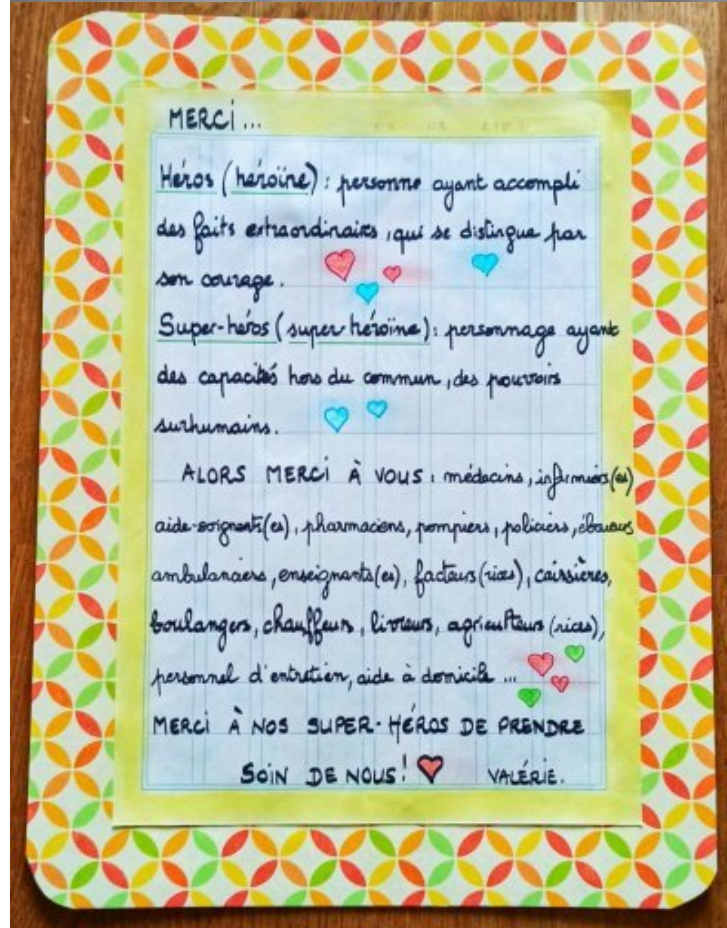 MERCI ...
Héros (héroïne) : personne ayant accompli
des faits extraordinaires, qui se distingue par
son courage.
Super-héros (super héroïne) : personnage ayant
des capacités hors du commun, des pouvoirs
surhumains.
ALORS MERCI À VOUS : médecins, infirmiers(es)
aide-soignants(es), pharmaciens, pompiers, policiers, éboueurs
ambulanciers, enseignants(es), facteurs(rices), caissières,
boulangers, chauffeurs, livreurs, agriculteurs (rices),
personnel d'entretien, aide à domicile ...
MERCI À NOS SUPER-HÉROS DE PRENDRE
SOIN DE NOUS! VALÉRIE.